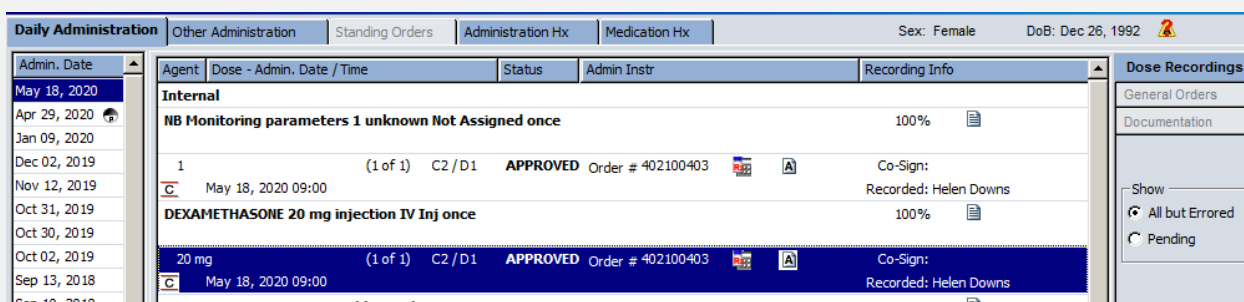 Daily Administration Other Administration Standing Orders Administration Hx Medication Hx Sex: Female DoB: Dec 26, 1992
Admin. Date
May 18, 2020
Apr 29, 2020
Jan 09, 2020
Dec 02, 2019
Nov 12, 2019
Oct 31, 2019
Oct 30, 2019
Oct 02, 2019
Sep 13, 2018
Agent Dose - Admin. Date / Time Status Admin Instr Recording Info
Internal
NB Monitoring parameters 1 unknown Not Assigned once 100%
1 (1 of 1) C2 / D1 APPROVED Order # 402100403 A Co-Sign:
C May 18, 2020 09:00 Recorded: Helen Downs
DEXAMETHASONE 20 mg injection IV Inj once 100%
20 mg (1 of 1) C2 / D1 APPROVED Order # 402100403 A Co-Sign:
C May 18, 2020 09:00 Recorded: Helen Downs
Dose Recordings
General Orders
Documentation
Show
All but Errored
Pending